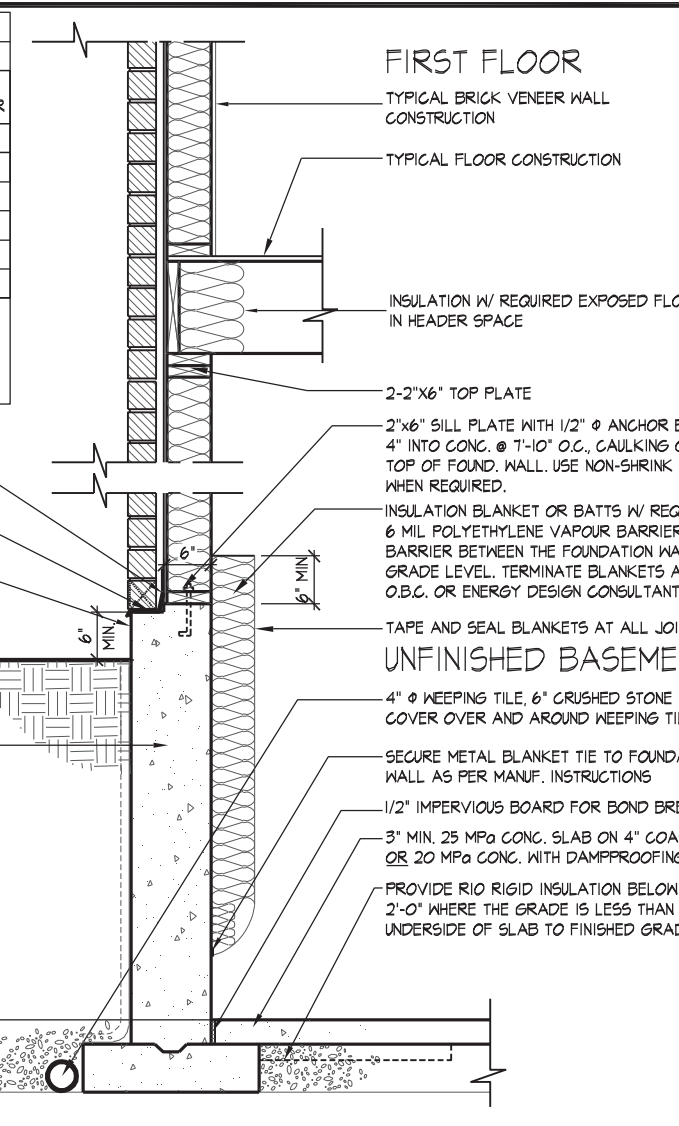 FIRST FLOOR
TYPICAL BRICK VENEER WALL
CONSTRUCTION
TYPICAL FLOOR CONSTRUCTION
INSULATION W/ REQUIRED EXPOSED FLO
IN HEADER SPACE
2-2"X6" TOP PLATE
2"x6" SILL PLATE WITH 1/2" Φ ANCHOR B
4" INTO CONC. @ 7'-10" O.C., CAULKING O
TOP OF FOUND. WALL. USE NON-SHRINK
WHEN REQUIRED.
INSULATION BLANKET OR BATTS W/ REQ
6 MIL POLYETHYLENE VAPOUR BARRIER
BARRIER BETWEEN THE FOUNDATION WA
GRADE LEVEL. TERMINATE BLANKETS A
O.B.C. OR ENERGY DESIGN CONSULTANT
6"
6" MIN
6"
MIN.
TAPE AND SEAL BLANKETS AT ALL JOI
UNFINISHED BASEME
4" Φ WEEPING TILE, 6" CRUSHED STONE
COVER OVER AND AROUND WEEPING TIL
SECURE METAL BLANKET TIE TO FOUND
WALL AS PER MANUF. INSTRUCTIONS
1/2" IMPERVIOUS BOARD FOR BOND BRE
3" MIN. 25 MPa CONC. SLAB ON 4" COA
OR 20 MPa CONC. WITH DAMPPROOFING
PROVIDE R10 RIGID INSULATION BELOW
2'-0" WHERE THE GRADE IS LESS THAN
UNDERSIDE OF SLAB TO FINISHED GRAD